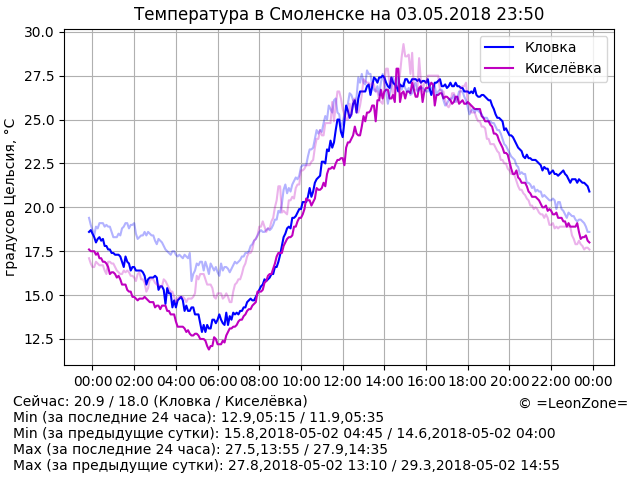 Температура в Смоленске на 03.05.2018 23:50
градусов Цельсия, °C
30.0
27.5
25.0
22.5
20.0
17.5
15.0
12.5
Кловка
Киселёвка
00:00 02:00 04:00 06:00 08:00 10:00 12:00 14:00 16:00 18:00 20:00 22:00 00:00
© =LeonZone=
Сейчас: 20.9 / 18.0 (Кловка / Киселёвка)
Min (за последние 24 часа): 12.9,05:15 / 11.9,05:35
Min (за предыдущие сутки): 15.8,2018-05-02 04:45 / 14.6,2018-05-02 04:00
Max (за последние 24 часа): 27.5,13:55 / 27.9,14:35
Max (за предыдущие сутки): 27.8,2018-05-02 13:10 / 29.3,2018-05-02 14:55